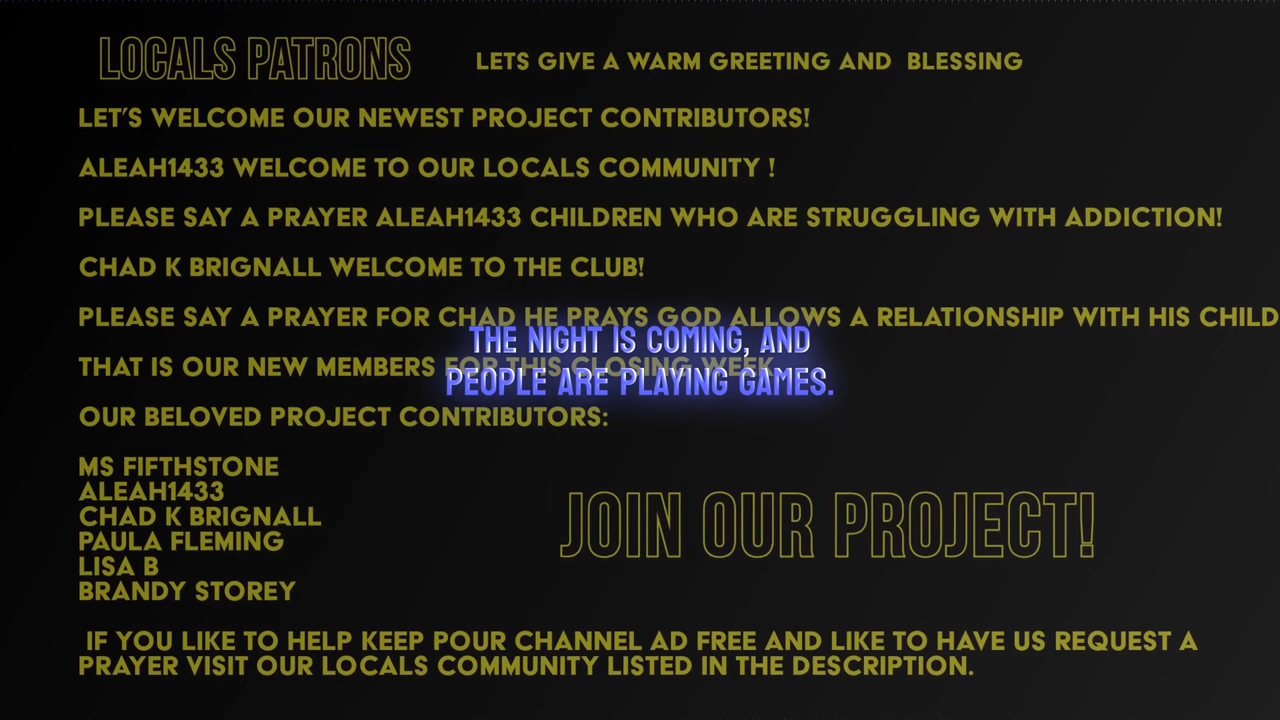 LOCALS PATRONS
LETS GIVE A WARM GREETING AND BLESSING
LET'S WELCOME OUR NEWEST PROJECT CONTRIBUTORS!
ALEAH1433 WELCOME TO OUR LOCALS COMMUNITY !
PLEASE SAY A PRAYER ALEAH1433 CHILDREN WHO ARE STRUGGLING WITH ADDICTION!
CHAD K BRIGNALL WELCOME TO THE CLUB!
PLEASE SAY A PRAYER FOR CHAD HE PRAYS GOD ALLOWS A RELATIONSHIP WITH HIS CHILD
THE NIGHT IS COMING, AND
THAT IS OUR NEW MEMBERS FOR THIS CLOSING WEEK
PEOPLE ARE PLAYING GAMES.
OUR BELOVED PROJECT CONTRIBUTORS:
MS FIFTHSTONE
ALEAH1433
CHAD K BRIGNALL
PAULA FLEMING
LISA B
BRANDY STOREY
JOIN OUR PROJECT!
IF YOU LIKE TO HELP KEEP POUR CHANNEL AD FREE AND LIKE TO HAVE US REQUEST A
PRAYER VISIT OUR LOCALS COMMUNITY LISTED IN THE DESCRIPTION.